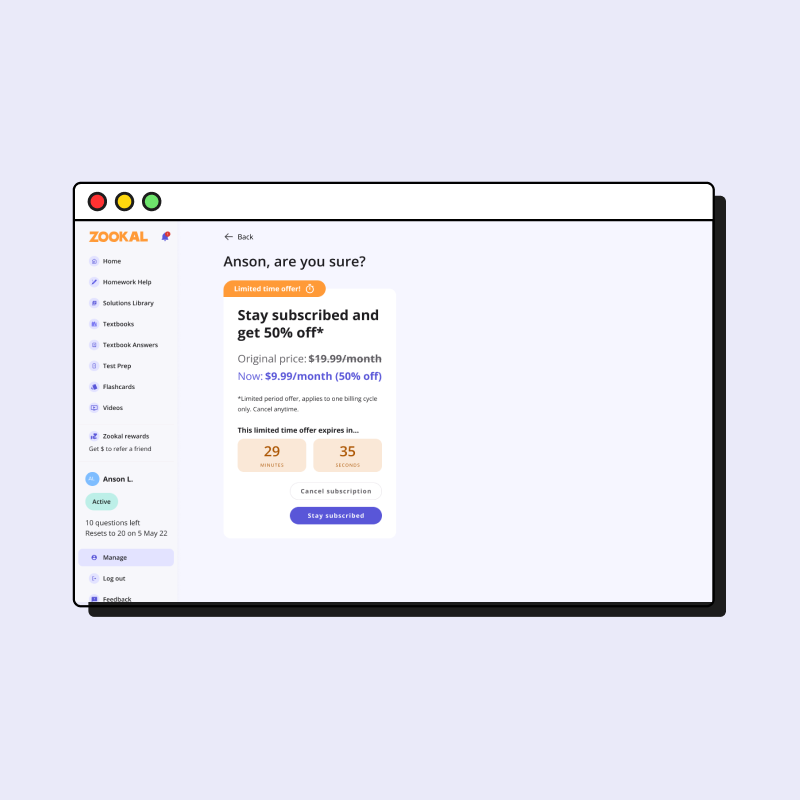 ZOOKAL
Home
Homework Help
Solutions Library
Textbooks
Textbook Answers
Test Prep
Flashcards
Videos
Zookal rewards
Get $ to refer a friend
Anson L.
Active
10 questions left
Resets to 20 on 5 May 22
Manage
Log out
Feedback
Back
Anson, are you sure?
Limited time offer!
Stay subscribed and
get 50% off*
Original price: $19.99/month
Now: $9.99/month (50% off)
*Limited period offer, applies to one billing cycle
only. Cancel anytime.
This limited time offer expires in...
29 35
MINUTES SECONDS
Cancel subscription
Stay subscribed